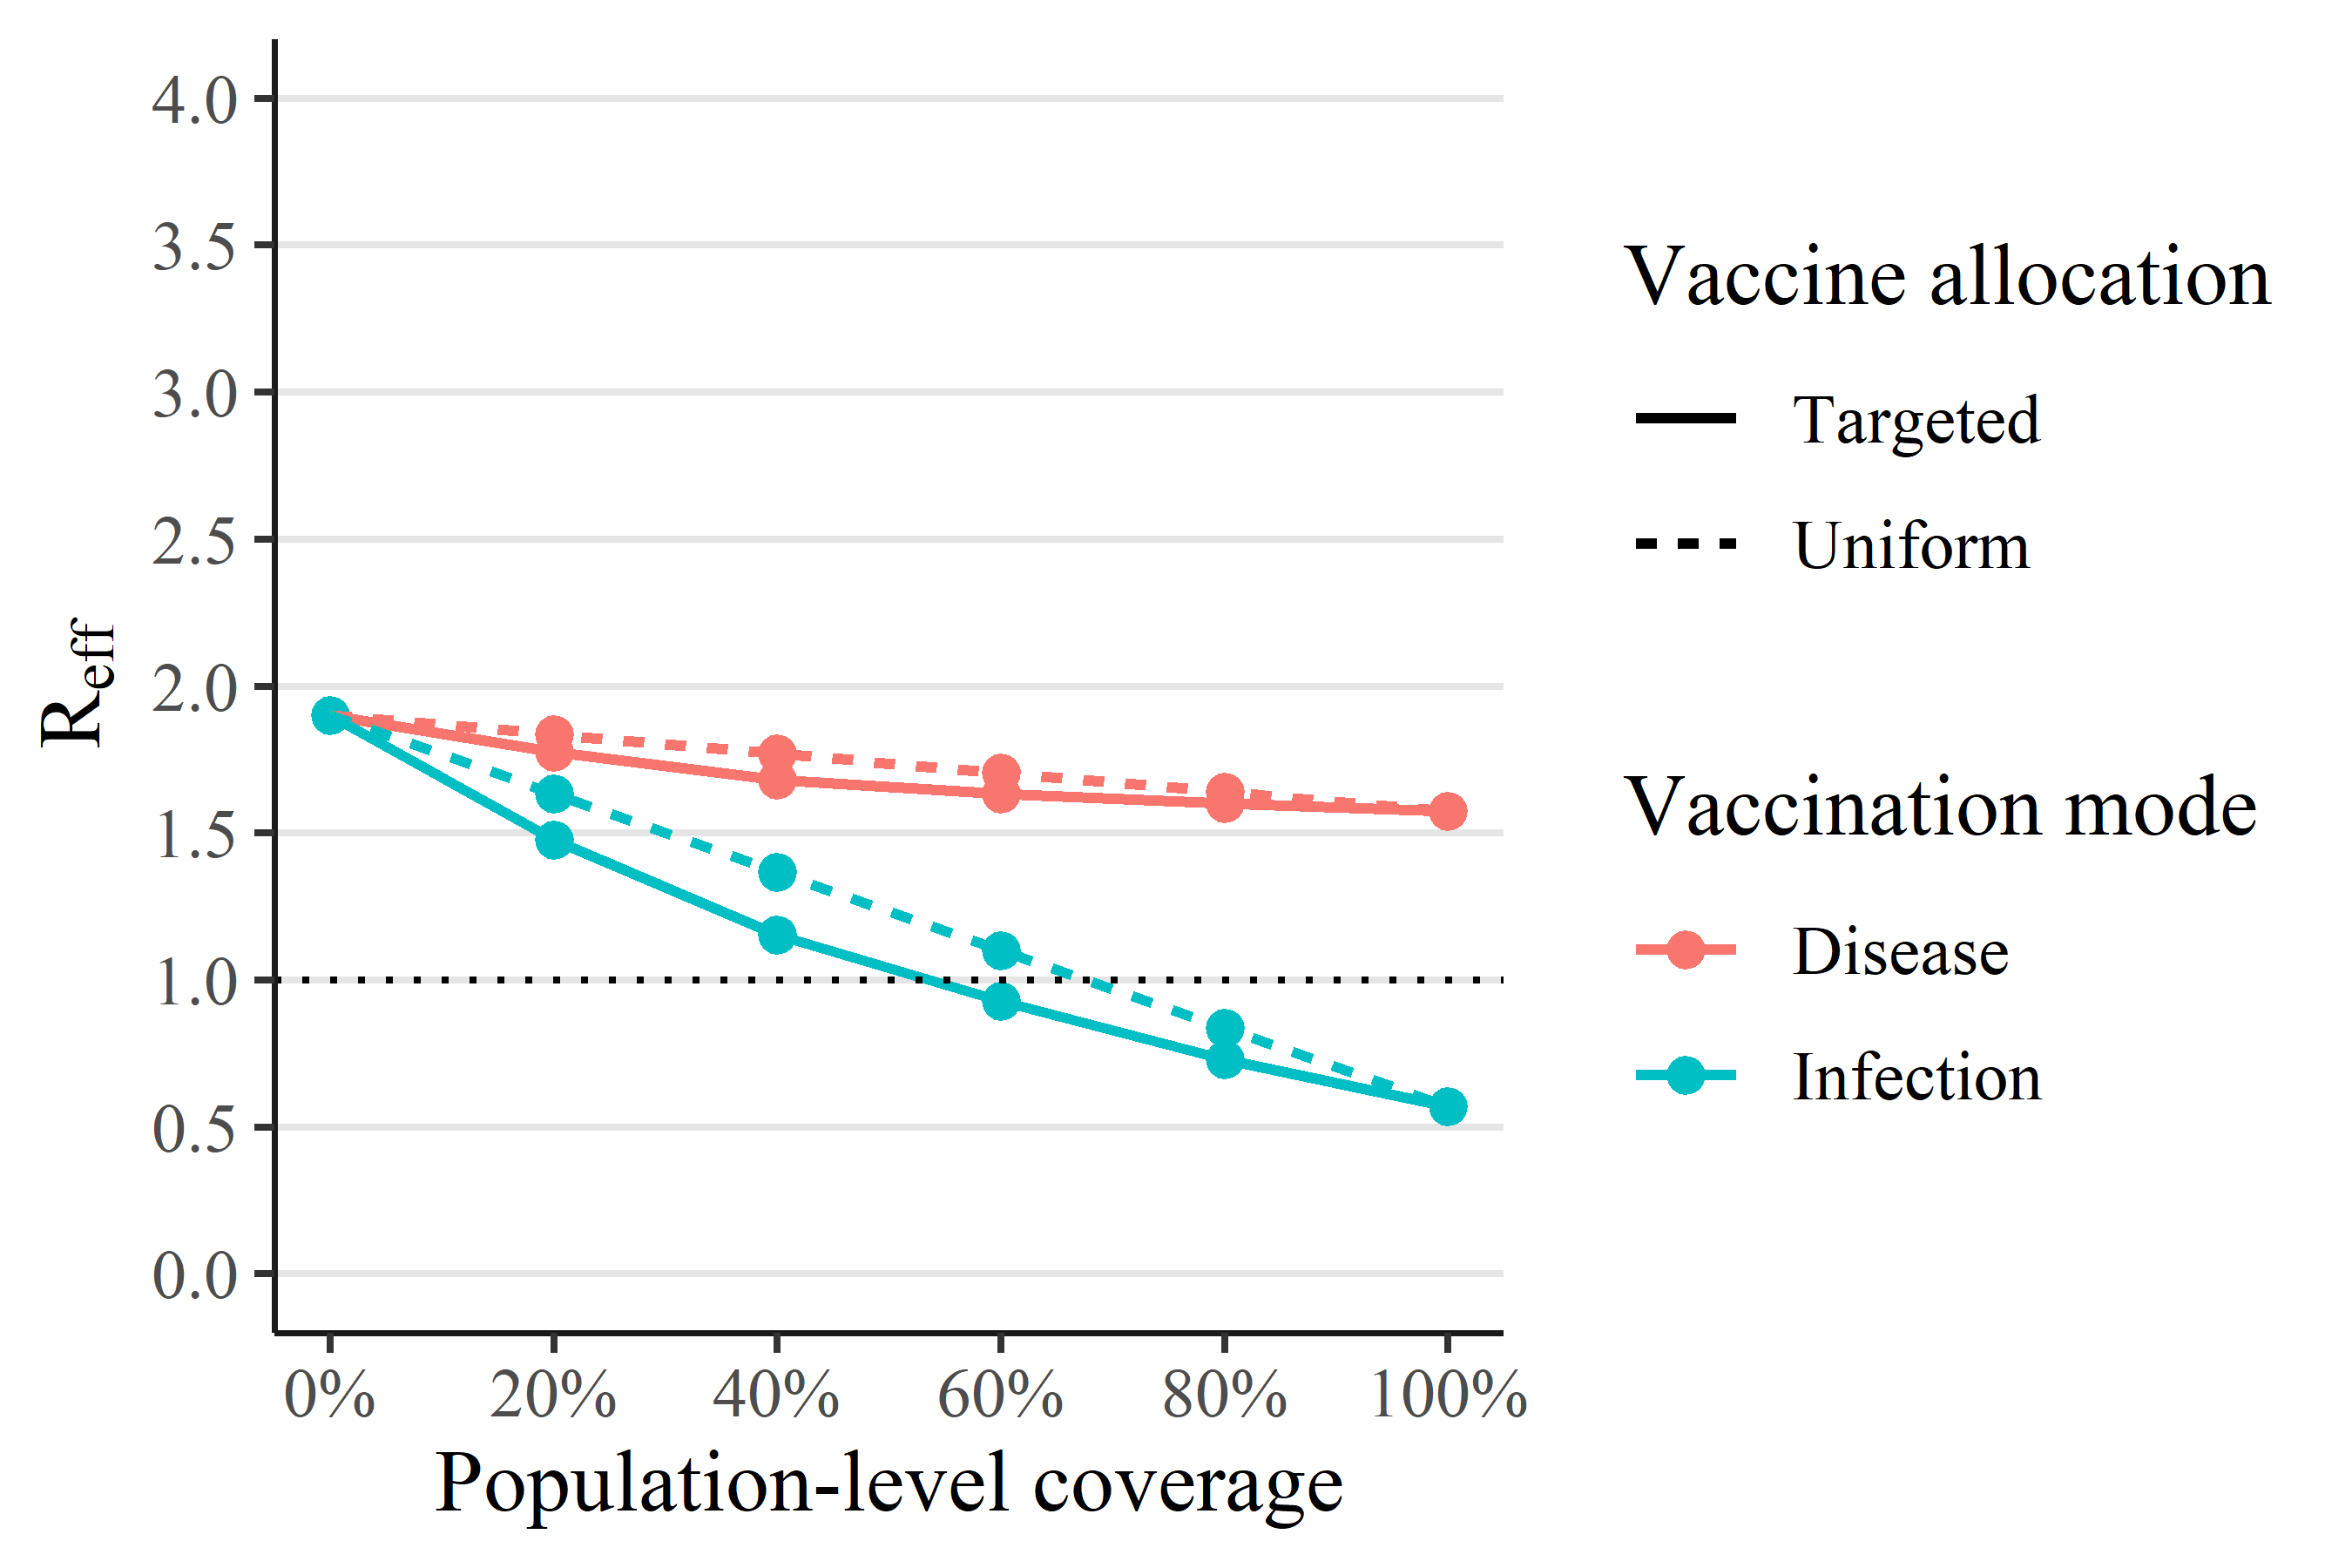 4.0
3.5
3.0
2.5
2.0
1.5
1.0
0.5
0.0
Reff
0%
20%
40%
60%
80%
100%
Population-level coverage
Vaccine allocation
Targeted
Uniform
Vaccination mode
Disease
Infection